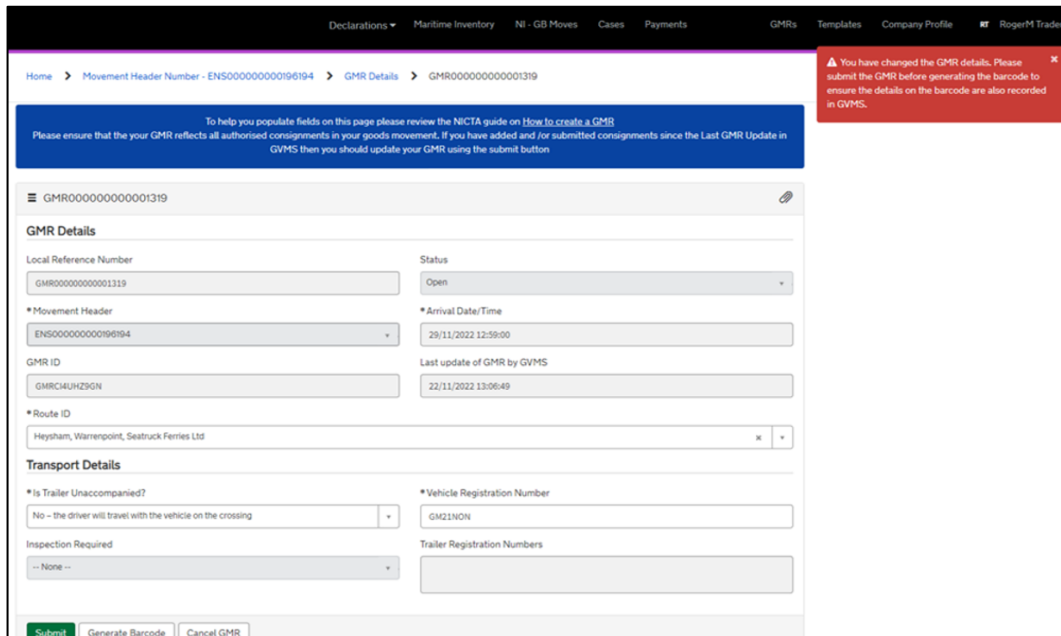 Declarations Maritime Inventory NI - GB Moves Cases Payments GMRs Templates Company Profile RT RogerM Trade
Home > Movement Header Number - ENS000000000196194 > GMR Details > GMR000000000001319
You have changed the GMR details. Please
submit the GMR before generating the barcode to
ensure the details on the barcode are also recorded
in GVMS.
To help you populate fields on this page please review the NICTA guide on How to create a GMR
Please ensure that the your GMR reflects all authorised consignments in your goods movement. If you have added and /or submitted consignments since the Last GMR Update in
GVMS then you should update your GMR using the submit button
GMR000000000001319
GMR Details
Local Reference Number
GMR000000000001319
Status
Open
* Movement Header
ENS000000000196194
* Arrival Date/Time
29/11/2022 12:59:00
GMR ID
GMRCI4UHZ9GN
Last update of GMR by GVMS
22/11/2022 13:06:49
* Route ID
Heysham, Warrenpoint, Seatruck Ferries Ltd
Transport Details
* Is Trailer Unaccompanied?
No – the driver will travel with the vehicle on the crossing
* Vehicle Registration Number
GM21NON
Inspection Required
-- None --
Trailer Registration Numbers
Submit Generate Barcode Cancel GMR